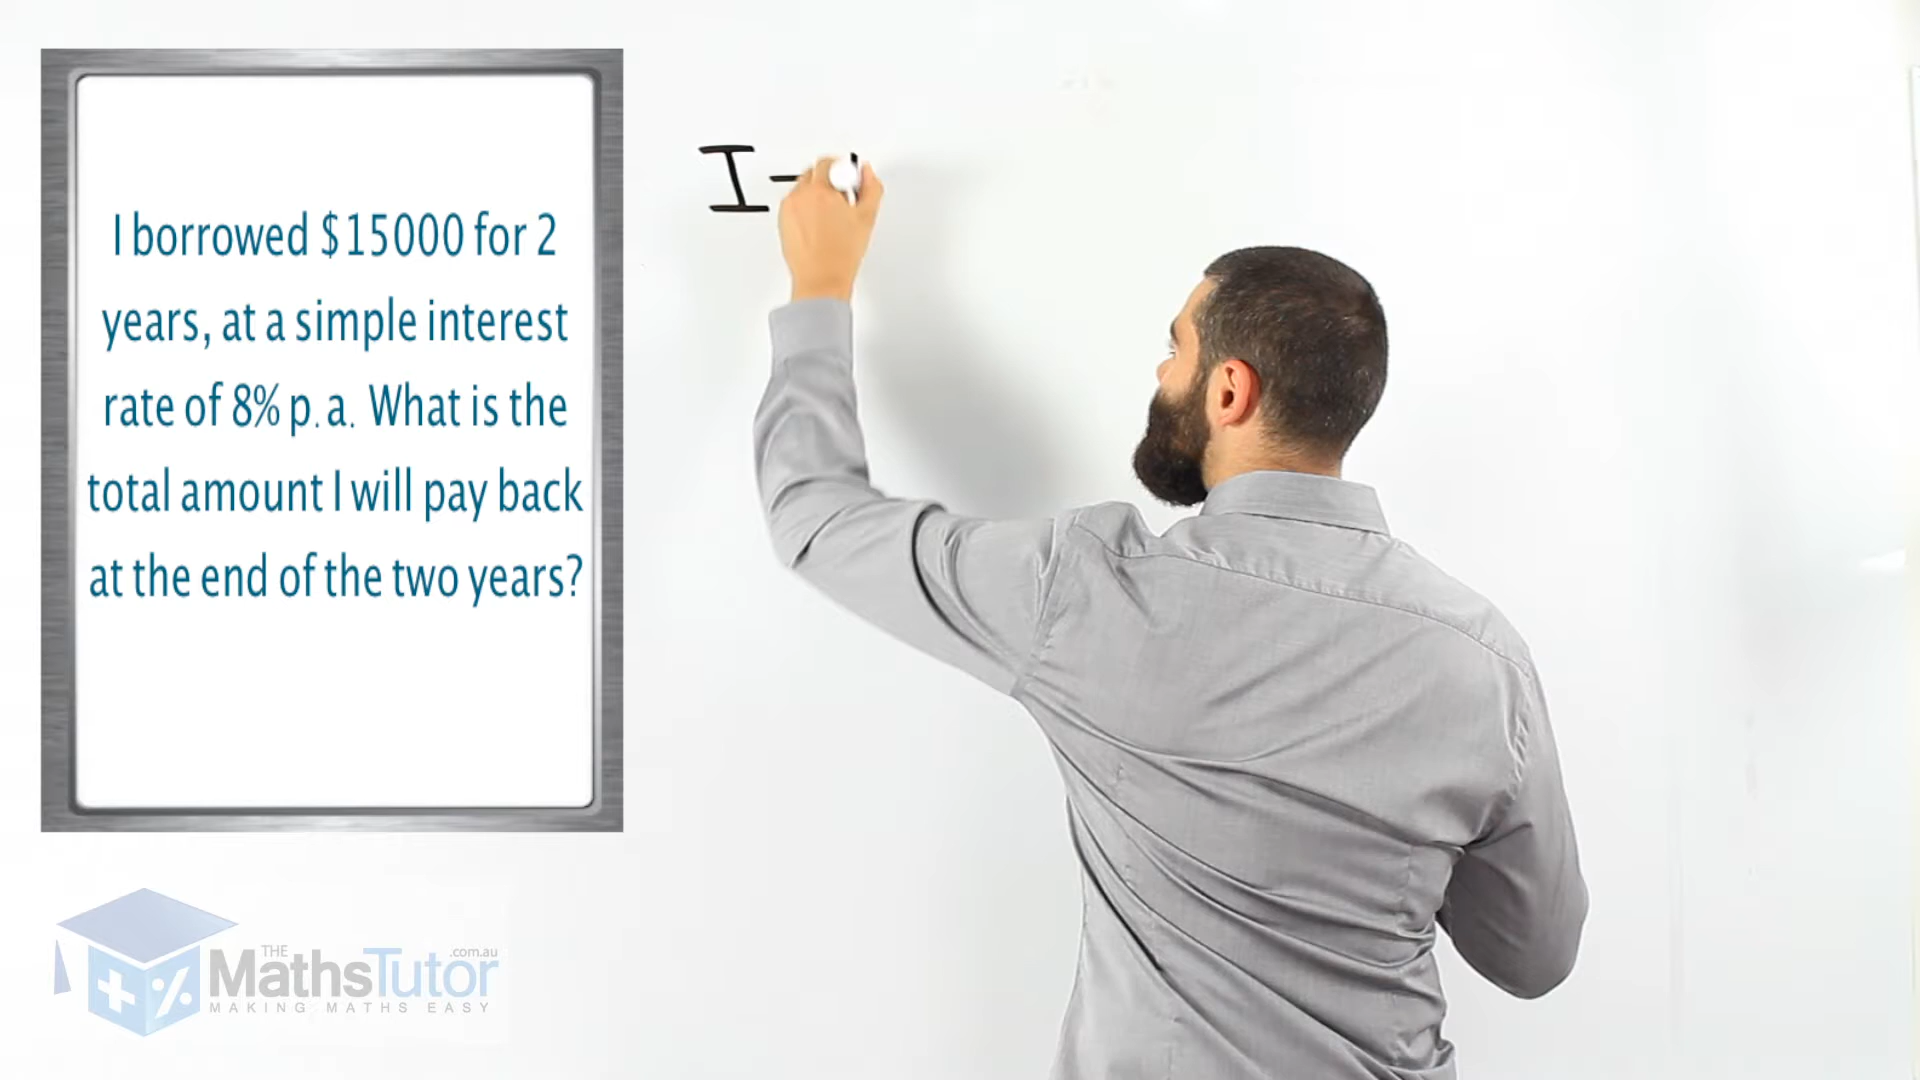 I borrowed $15000 for 2
years, at a simple interest
rate of 8% p.a. What is the
total amount I will pay back
at the end of the two years?
I -
THE
MathsTutor
.com.au
MAKING MATHS EASY
+ %